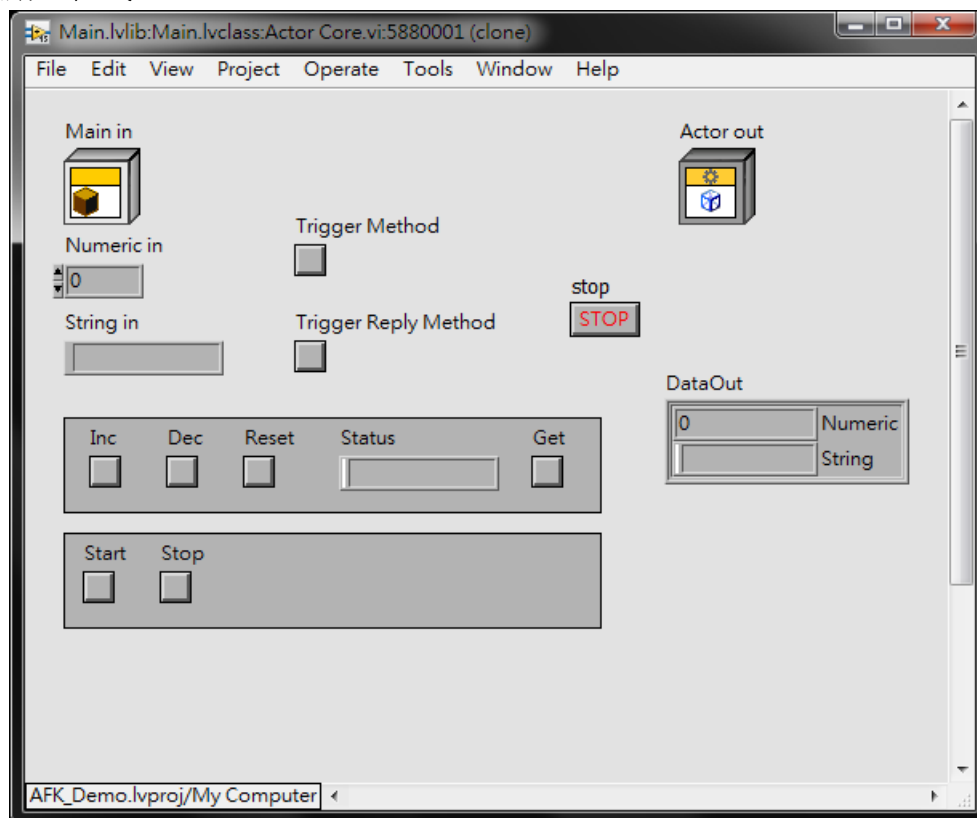 Main.lvlib:Main.lvclass:Actor Core.vi:5880001 (clone)
File Edit View Project Operate Tools Window Help
Main in
Actor out
Numeric in
0
Trigger Method
stop
STOP
String in
Trigger Reply Method
DataOut
0 Numeric
String
Inc Dec Reset Status Get
Start Stop
AFK_Demo.lvproj/My Computer